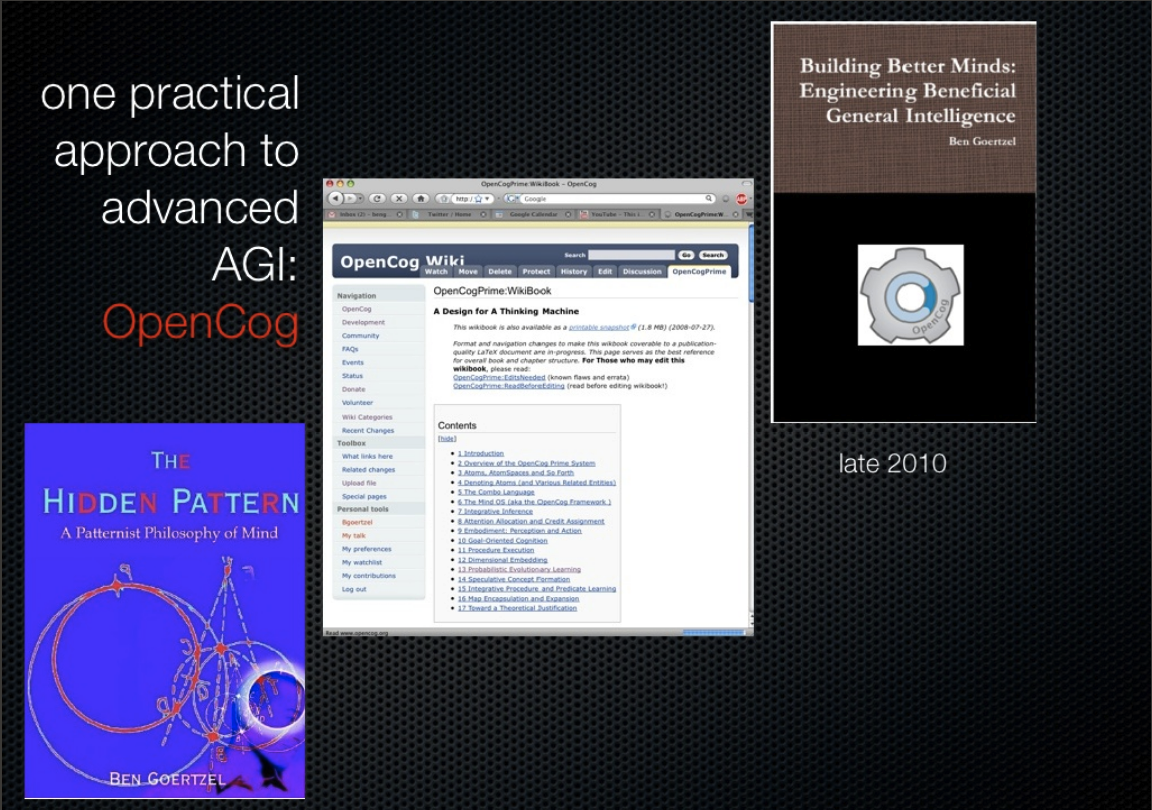 one practical
approach to
advanced
AGI:
OpenCog
THE
HIDDEN PATTERN
A Patternist Philosophy of Mind
BEN GOERTZEL
OpenCogPrime:WikiBook – OpenCog
http:/
Google
Inbox (2) – beng
Twitter / Home
Google Calendar
YouTube – This i
OpenCogPrime:W
OpenCog Wiki
Search
Go
Search
Watch Move Delete Protect History Edit Discussion OpenCogPrime
Navigation
OpenCog
Development
Community
FAQs
Events
Status
Donate
Volunteer
Wiki Categories
Recent Changes
Toolbox
What links here
Related changes
Upload file
Special pages
Personal tools
Bgoertzel
My talk
My preferences
My watchlist
My contributions
Log out
OpenCogPrime:WikiBook
A Design for A Thinking Machine
This wikibook is also available as a printable snapshot (1.8 MB) (2008-07-27).
Format and navigation changes to make this wikbook coverable to a publication-
quality LaTeX document are in-progress. This page serves as the best reference
for overall book and chapter structure. For Those who may edit this
wikibook, please read:
OpenCogPrime:EditsNeeded (known flaws and errata)
OpenCogPrime:ReadBeforeEditing (read before editing wikibook!)
Contents
[hide]
1 Introduction
2 Overview of the OpenCog Prime System
3 Atoms, AtomSpaces and So Forth
4 Denoting Atoms (and Various Related Entities)
5 The Combo Language
6 The Mind OS (aka the OpenCog Framework )
7 Integrative Inference
8 Attention Allocation and Credit Assignment
9 Embodiment: Perception and Action
10 Goal-Oriented Cognition
11 Procedure Execution
12 Dimensional Embedding
13 Probabilistic Evolutionary Learning
14 Speculative Concept Formation
15 Integrative Procedure and Predicate Learning
16 Map Encapsulation and Expansion
17 Toward a Theoretical Justification
Read www.opencog.org
Building Better Minds:
Engineering Beneficial
General Intelligence
Ben Goertzel
OpenCog
late 2010